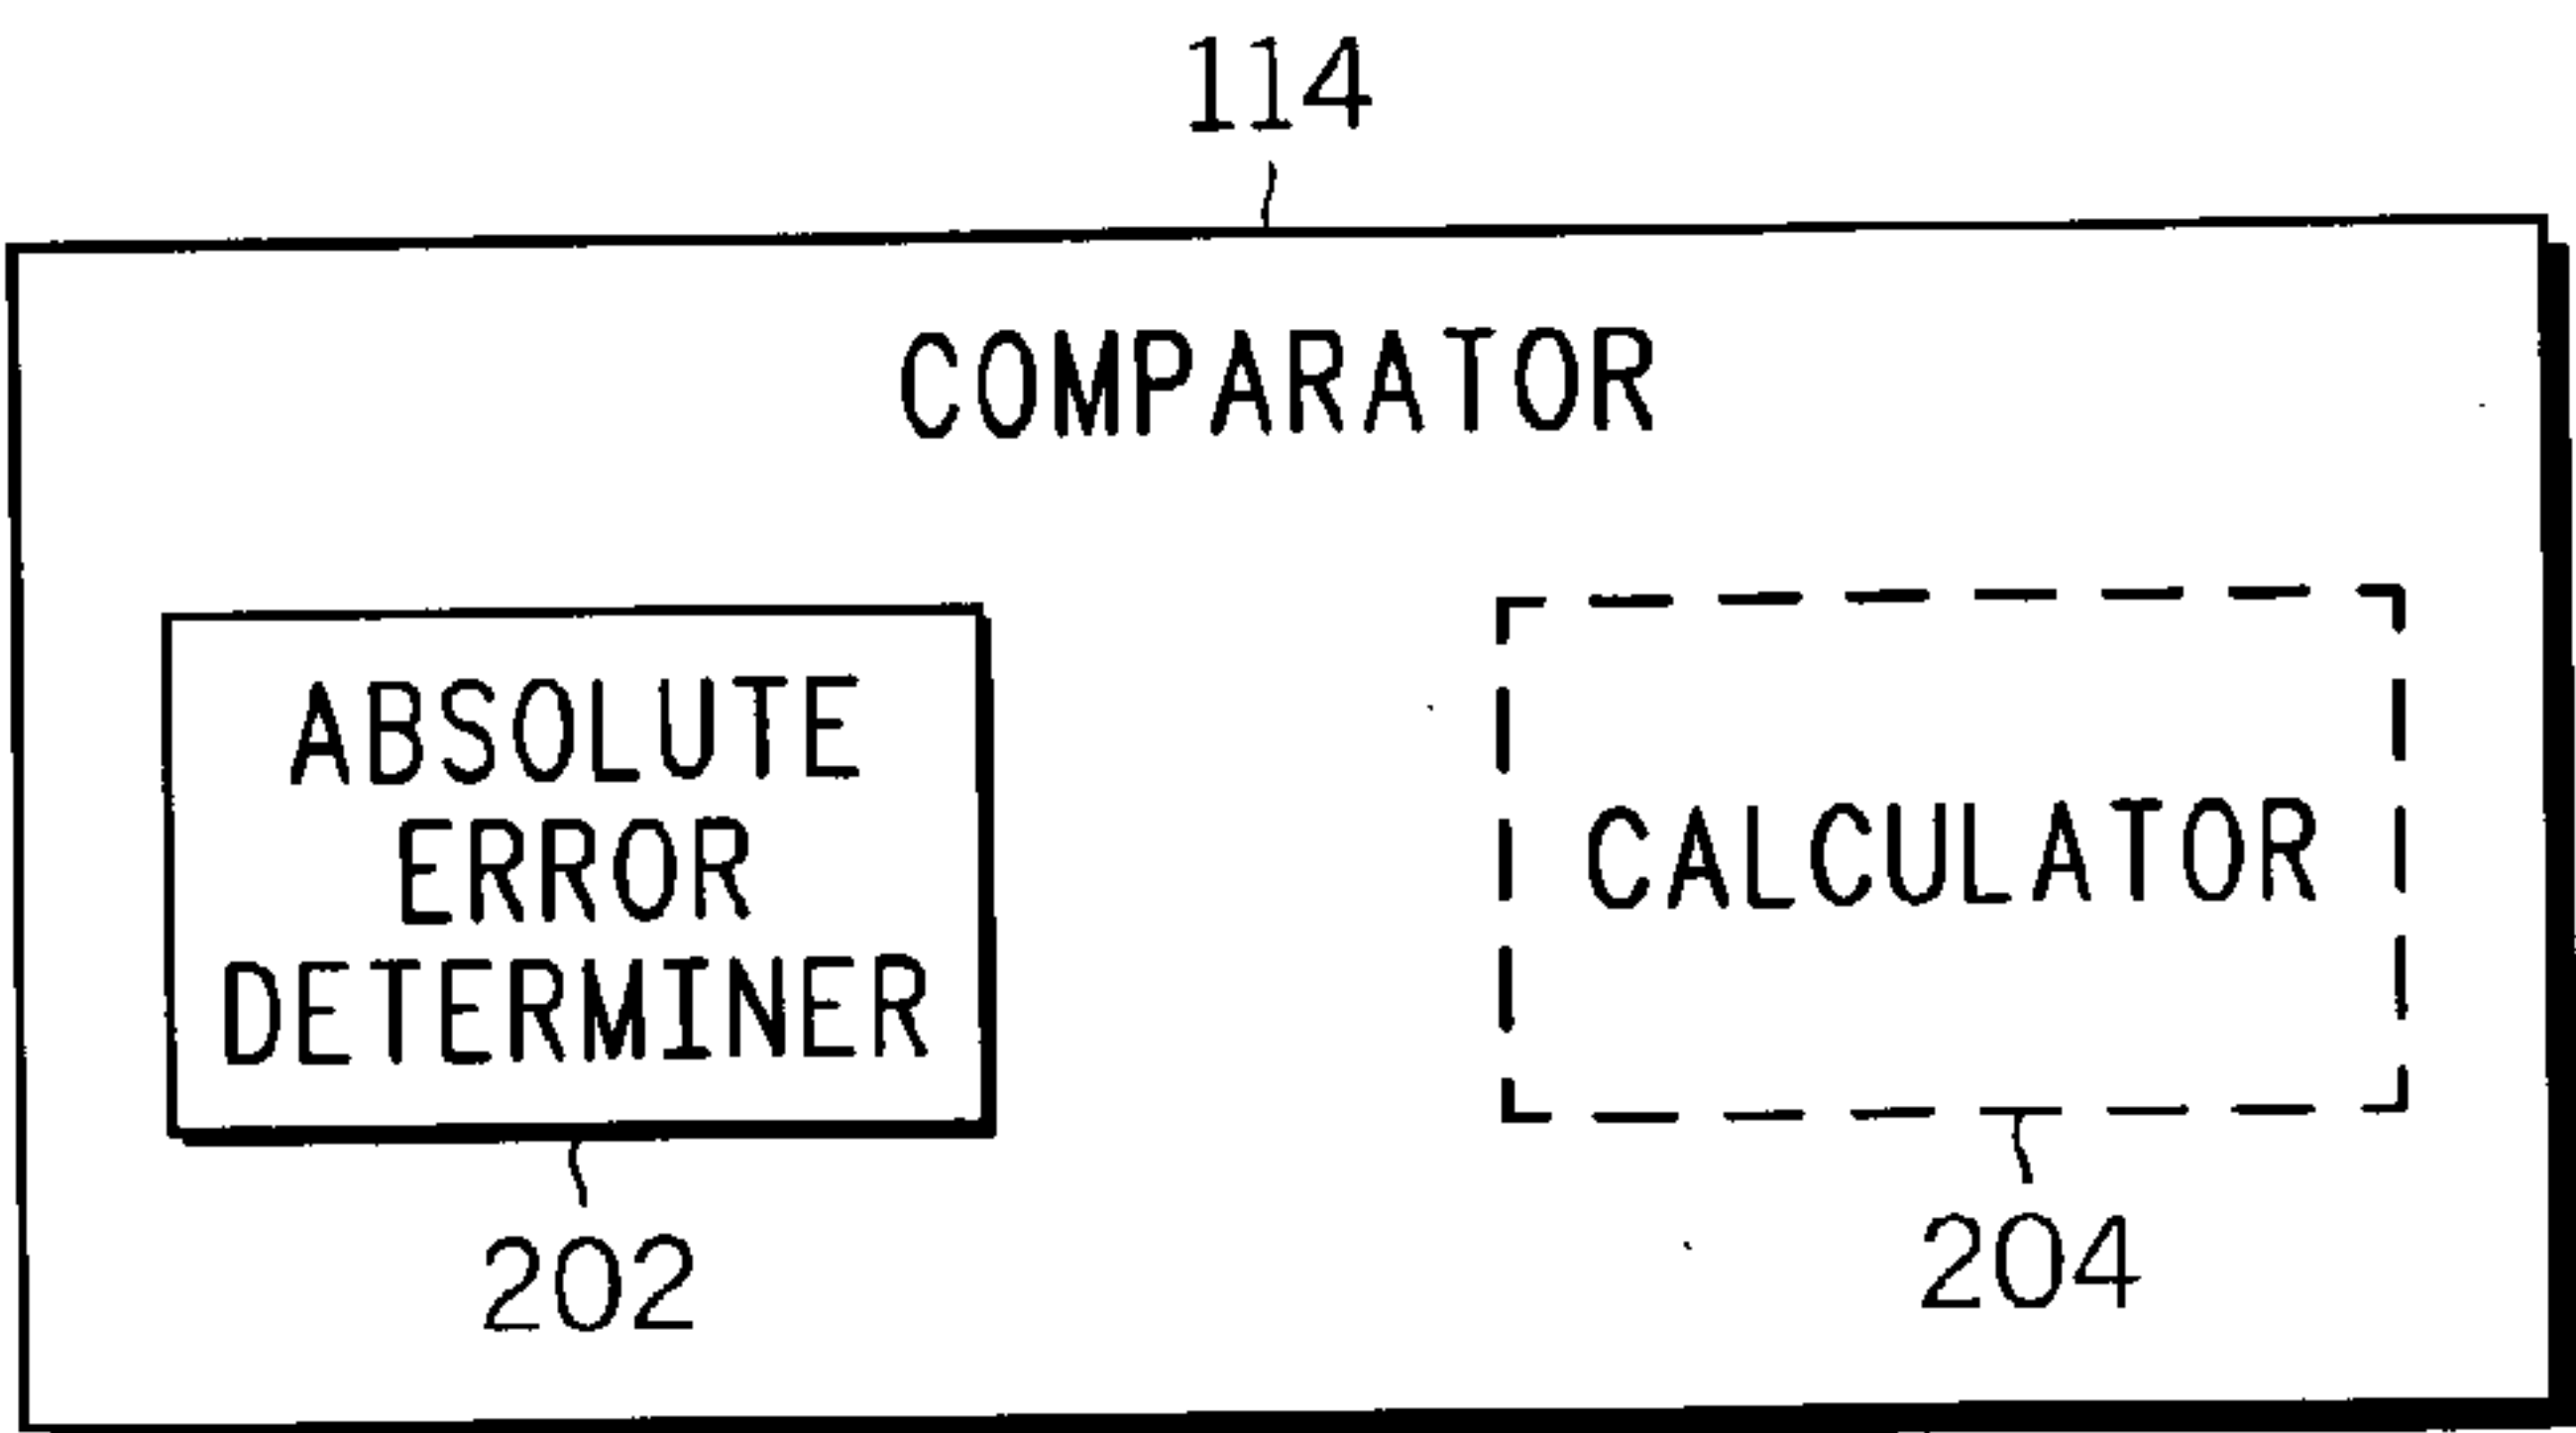 114
COMPARATOR
ABSOLUTE
ERROR
DETERMINER
CALCULATOR
202
204